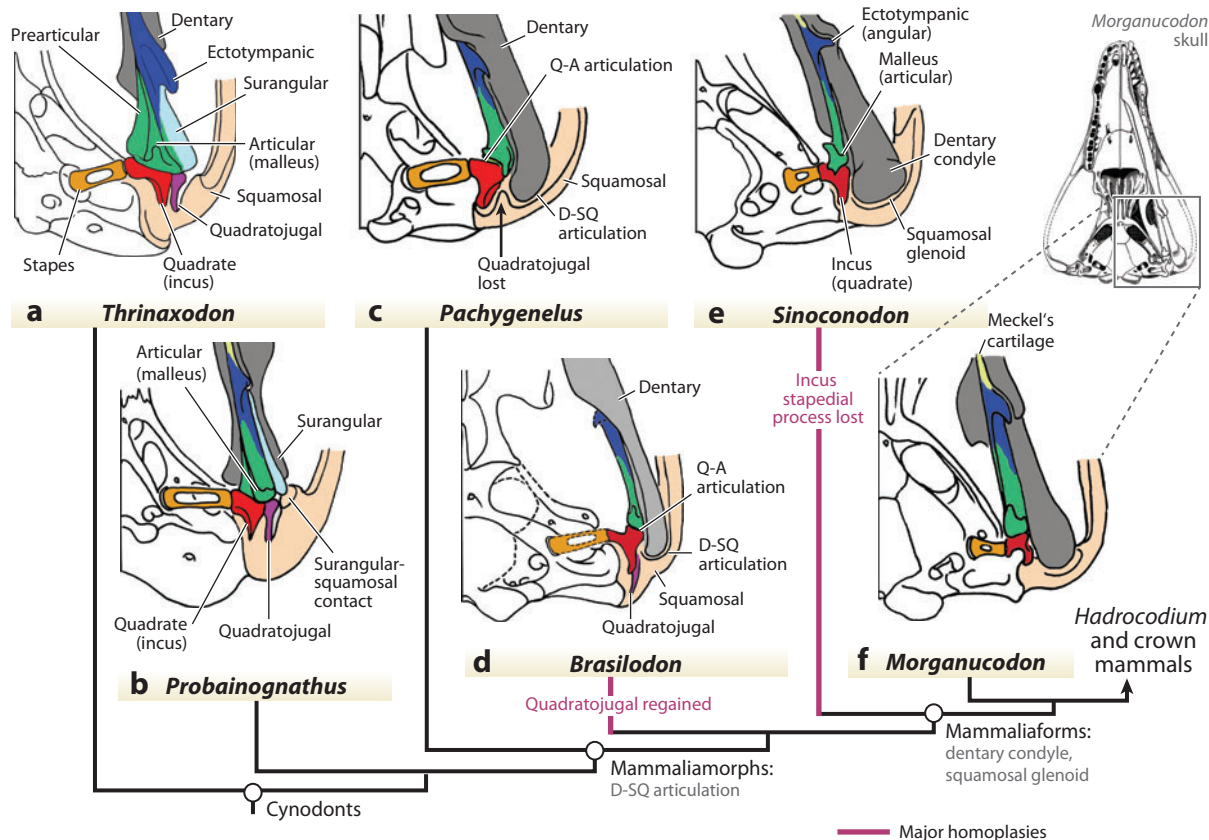 Dentary
Prearticular
Ectotympanic
Surangular
Articular
(malleus)
Squamosal
Quadratojugal
Stapes
Quadrate
(incus)
a Thrinaxodon
Dentary
Q-A articulation
Squamosal
D-SQ
articulation
Quadratojugal
lost
c Pachygenelus
Ectotympanic
(angular)
Malleus
(articular)
Dentary
condyle
Squamosal
glenoid
Incus
(quadrate)
e Sinoconodon
Morganucodon
skull
Articular
(malleus)
Surangular
Surangular-
squamosal
contact
Quadratojugal
Quadrate
(incus)
b Probainognathus
Dentary
Q-A
articulation
D-SQ
articulation
Squamosal
Quadratojugal
d Brasilodon
Quadratojugal regained
Incus
stapedial
process lost
Meckel's
cartilage
f Morganucodon
Hadrocodium
and crown
mammals
Mammaliaforms:
dentary condyle,
squamosal glenoid
Mammaliamorphs:
D-SQ articulation
Cynodonts
Major homoplasies